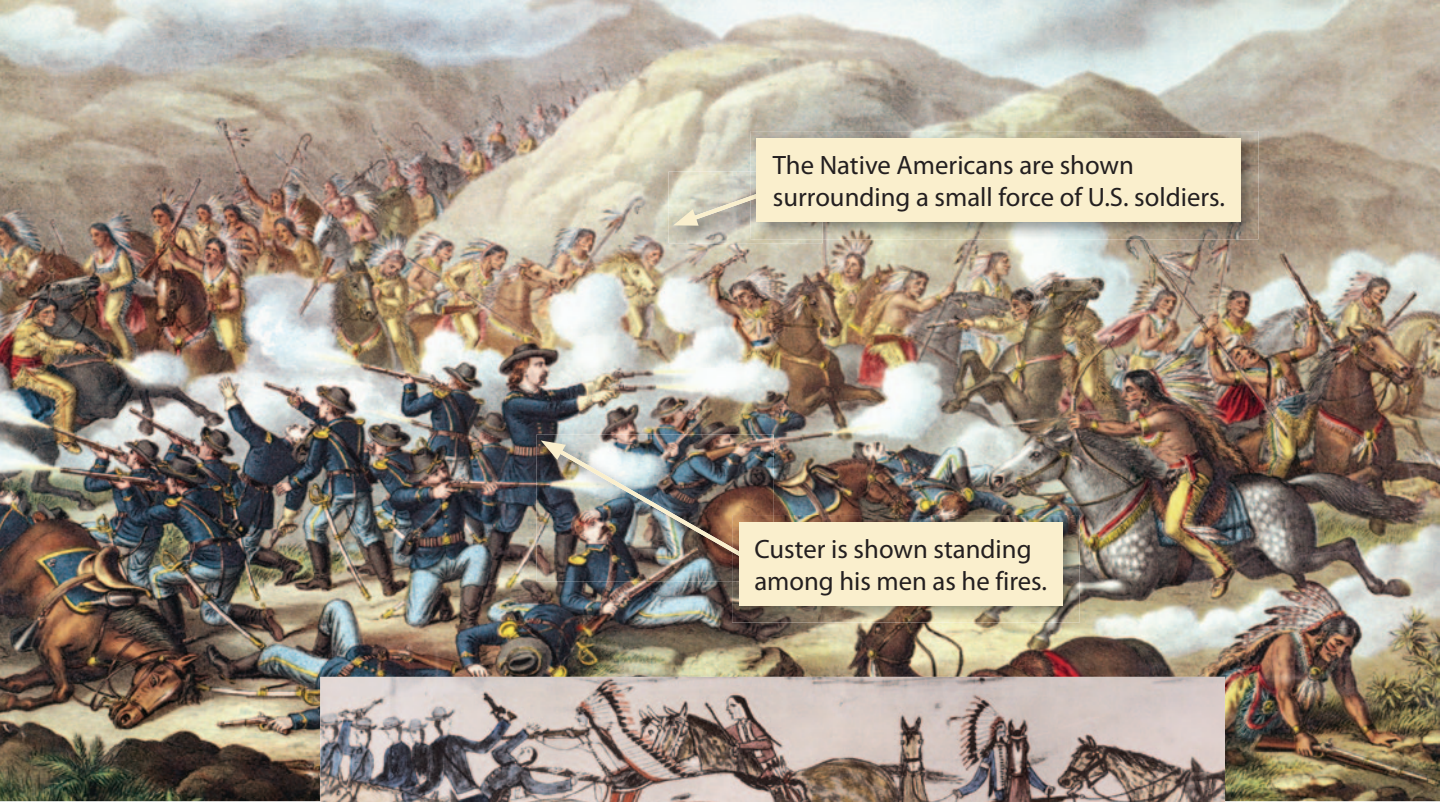 The Native Americans are shown
surrounding a small force of U.S. soldiers.
Custer is shown standing
among his men as he fires.